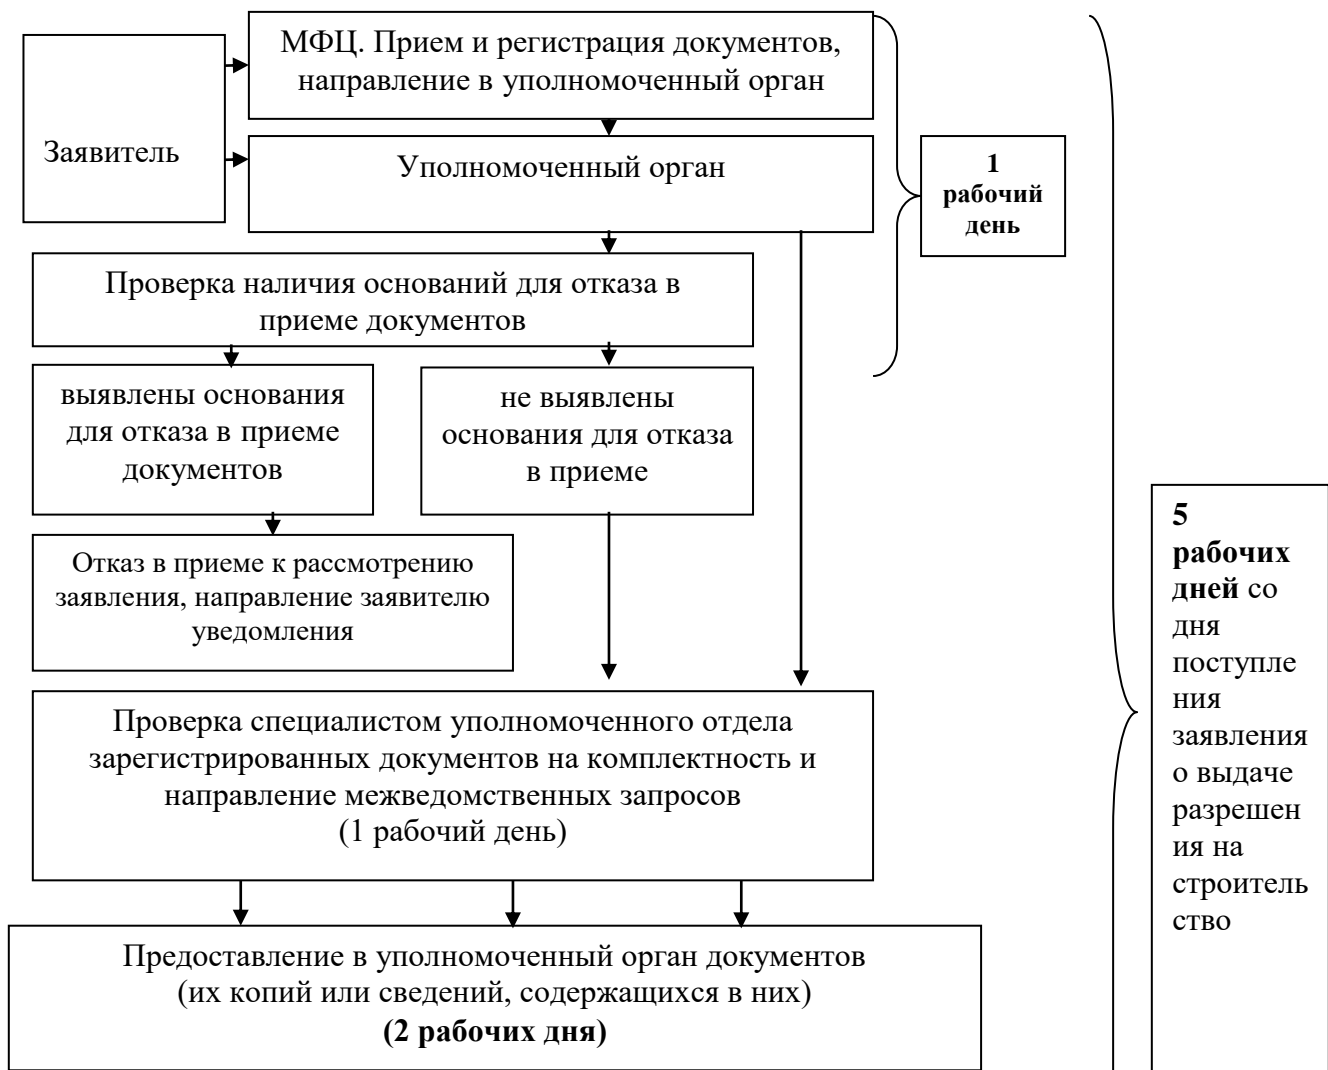 МФЦ. Прием и регистрация документов,
направление в уполномоченный орган
Заявитель
Уполномоченный орган
1
рабочий
день
Проверка наличия оснований для отказа в
приеме документов
выявлены основания
для отказа в приеме
документов
не выявлены
основания для отказа
в приеме
Отказ в приеме к рассмотрению
заявления, направление заявителю
уведомления
5
рабочих
дней со
дня
поступле
ния
заявления
о выдаче
разрешен
ия на
строитель
ство
Проверка специалистом уполномоченного отдела
зарегистрированных документов на комплектность и
направление межведомственных запросов
(1 рабочий день)
Предоставление в уполномоченный орган документов
(их копий или сведений, содержащихся в них)
(2 рабочих дня)